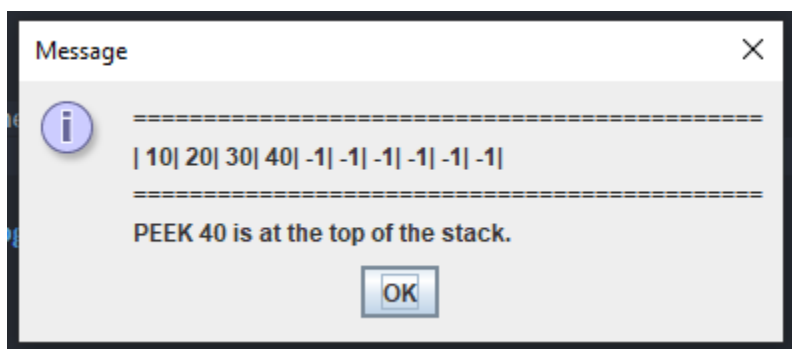 Message
=============================================
| 10| 20| 30| 40| -1| -1| -1| -1| -1| -1|
=============================================
PEEK 40 is at the top of the stack.
OK